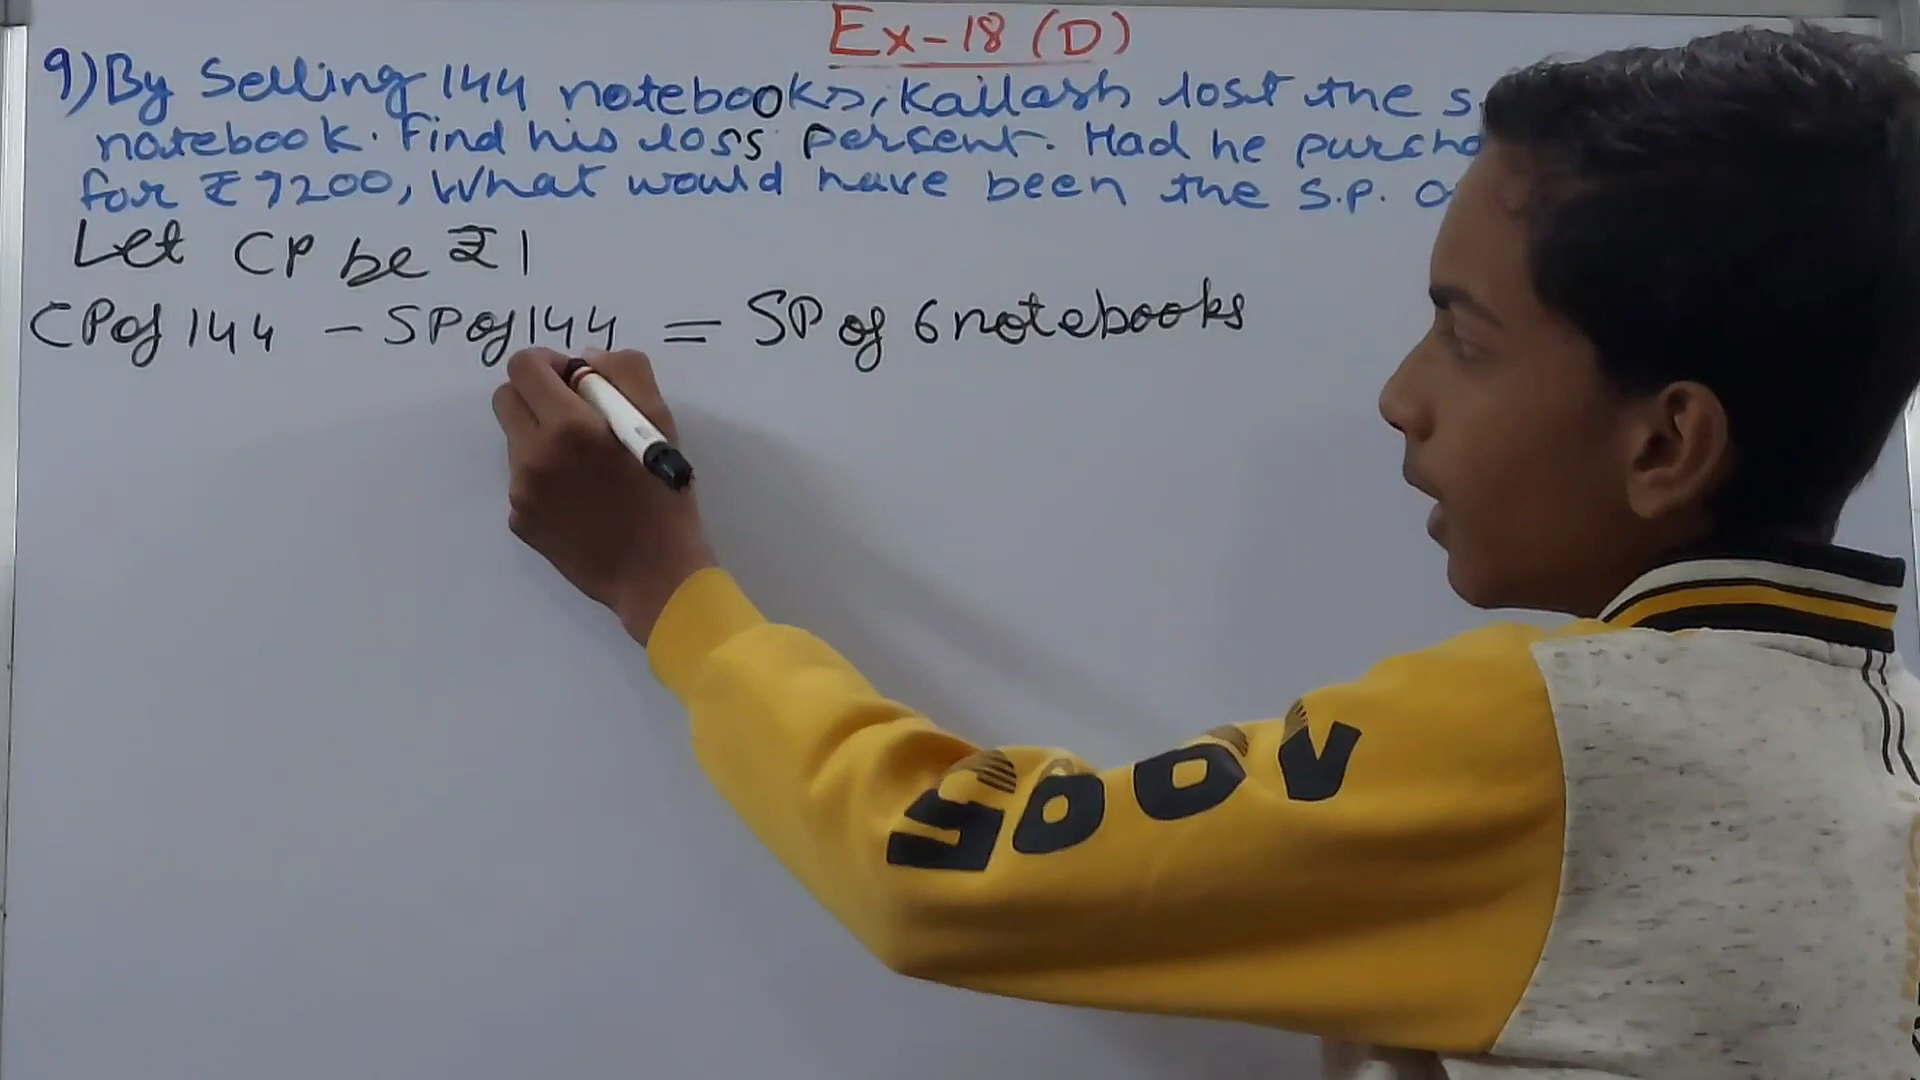 Ex-18 (D)
9) By Selling 144 notebooks, Kailash lost the s.
notebook. Find his loss percent. Had he purcha
for ₹7200, What would have been the S.P. o
Let CP be ₹1
CP of 144 - SP of 144 = SP of 6 notebooks